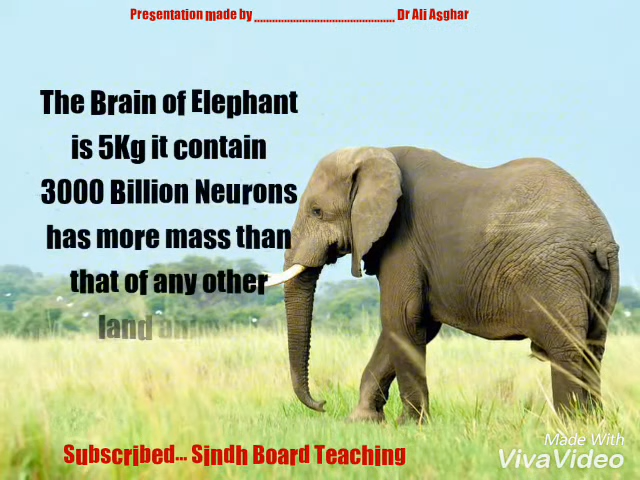 Presentation made by ................................................ Dr Ali Asghar
The Brain of Elephant
is 5Kg it contain
3000 Billion Neurons
has more mass than
that of any other
land
Subscribed... Sindh Board Teaching
Made With
VivaVideo